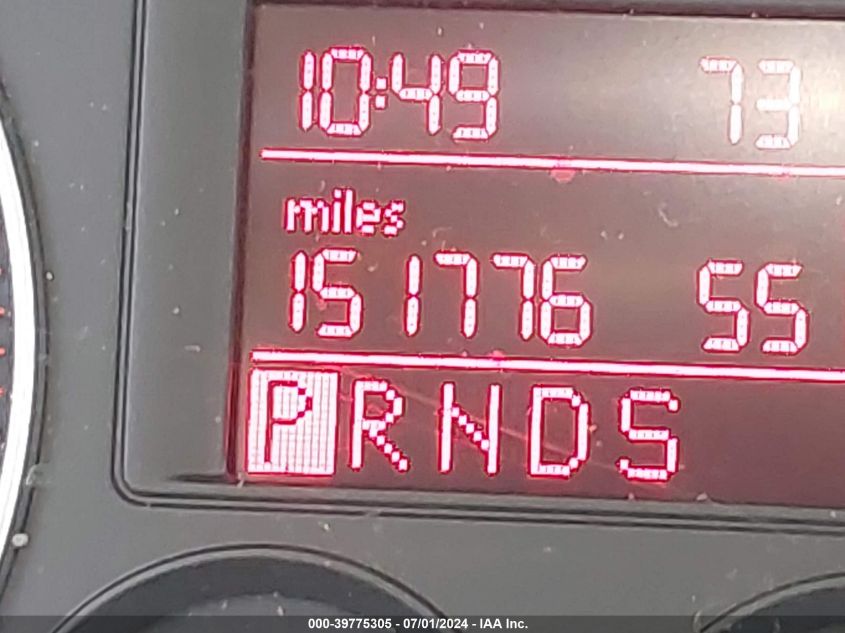 10:49 73
miles
151776 55
PRNDS
000-39775305 - 07/01/2024 - IAA Inc.